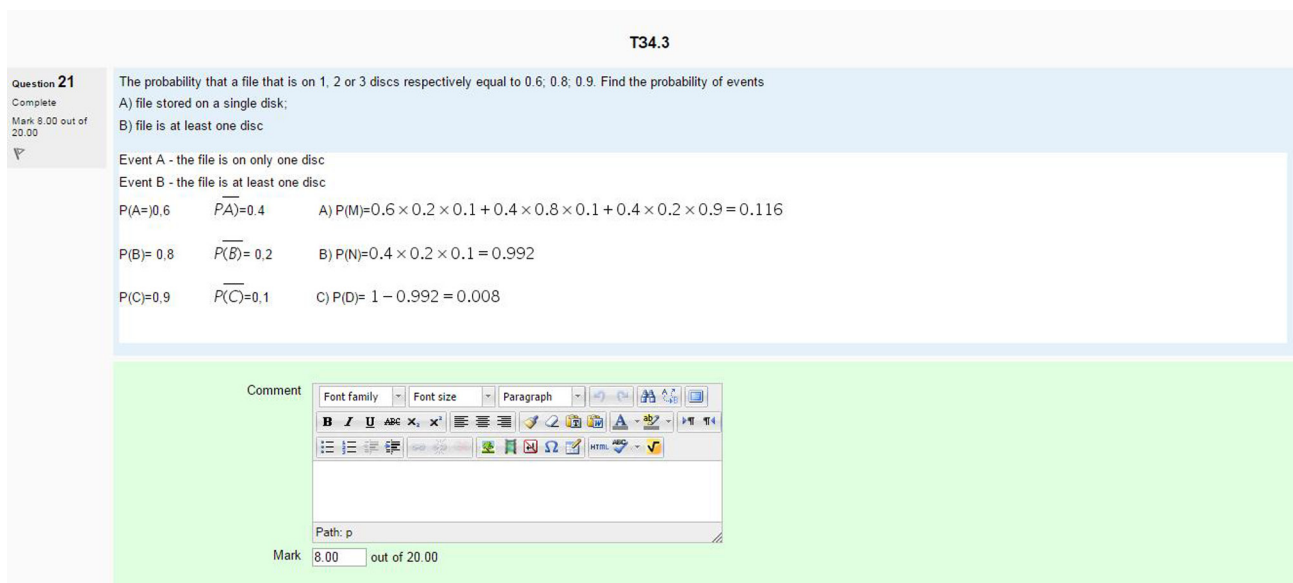 T34.3
Question 21
Complete
Mark 8.00 out of
20.00
The probability that a file that is on 1, 2 or 3 discs respectively equal to 0.6; 0.8; 0.9. Find the probability of events
A) file stored on a single disk;
B) file is at least one disc
Event A - the file is on only one disc
Event B - the file is at least one disc
P(A=)0,6 P̅A̅)=0.4 A) P(M)=0.6 × 0.2 × 0.1 + 0.4 × 0.8 × 0.1 + 0.4 × 0.2 × 0.9 = 0.116
P(B)= 0,8 P(B̅)= 0,2 B) P(N)=0.4 × 0.2 × 0.1 = 0.992
P(C)=0,9 P(C̅)=0,1 C) P(D)= 1 − 0.992 = 0.008
Comment
Font family Font size Paragraph
B I U ABC X₂ X² A ab
Ω HTML ABC
Path: p
Mark 8.00 out of 20.00